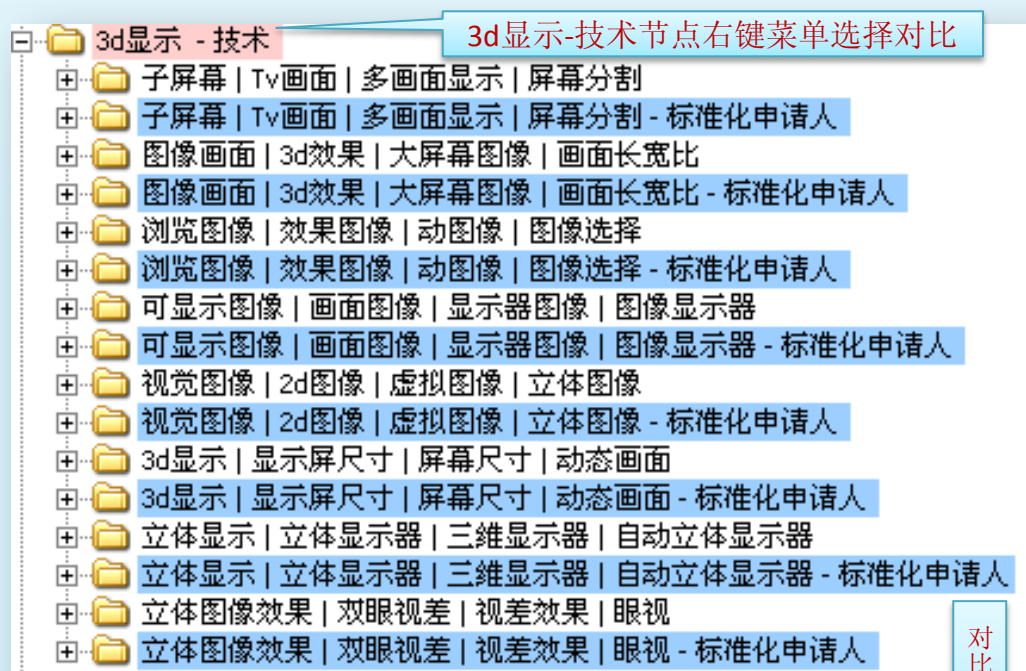 3d显示 - 技术
3d显示-技术节点右键菜单选择对比
子屏幕 | Tv画面 | 多画面显示 | 屏幕分割
子屏幕 | Tv画面 | 多画面显示 | 屏幕分割 - 标准化申请人
图像画面 | 3d效果 | 大屏幕图像 | 画面长宽比
图像画面 | 3d效果 | 大屏幕图像 | 画面长宽比 - 标准化申请人
浏览图像 | 效果图像 | 动图像 | 图像选择
浏览图像 | 效果图像 | 动图像 | 图像选择 - 标准化申请人
可显示图像 | 画面图像 | 显示器图像 | 图像显示器
可显示图像 | 画面图像 | 显示器图像 | 图像显示器 - 标准化申请人
视觉图像 | 2d图像 | 虚拟图像 | 立体图像
视觉图像 | 2d图像 | 虚拟图像 | 立体图像 - 标准化申请人
3d显示 | 显示屏尺寸 | 屏幕尺寸 | 动态画面
3d显示 | 显示屏尺寸 | 屏幕尺寸 | 动态画面 - 标准化申请人
立体显示 | 立体显示器 | 三维显示器 | 自动立体显示器
立体显示 | 立体显示器 | 三维显示器 | 自动立体显示器 - 标准化申请人
立体图像效果 | 双眼视差 | 视差效果 | 眼视
立体图像效果 | 双眼视差 | 视差效果 | 眼视 - 标准化申请人
对
比